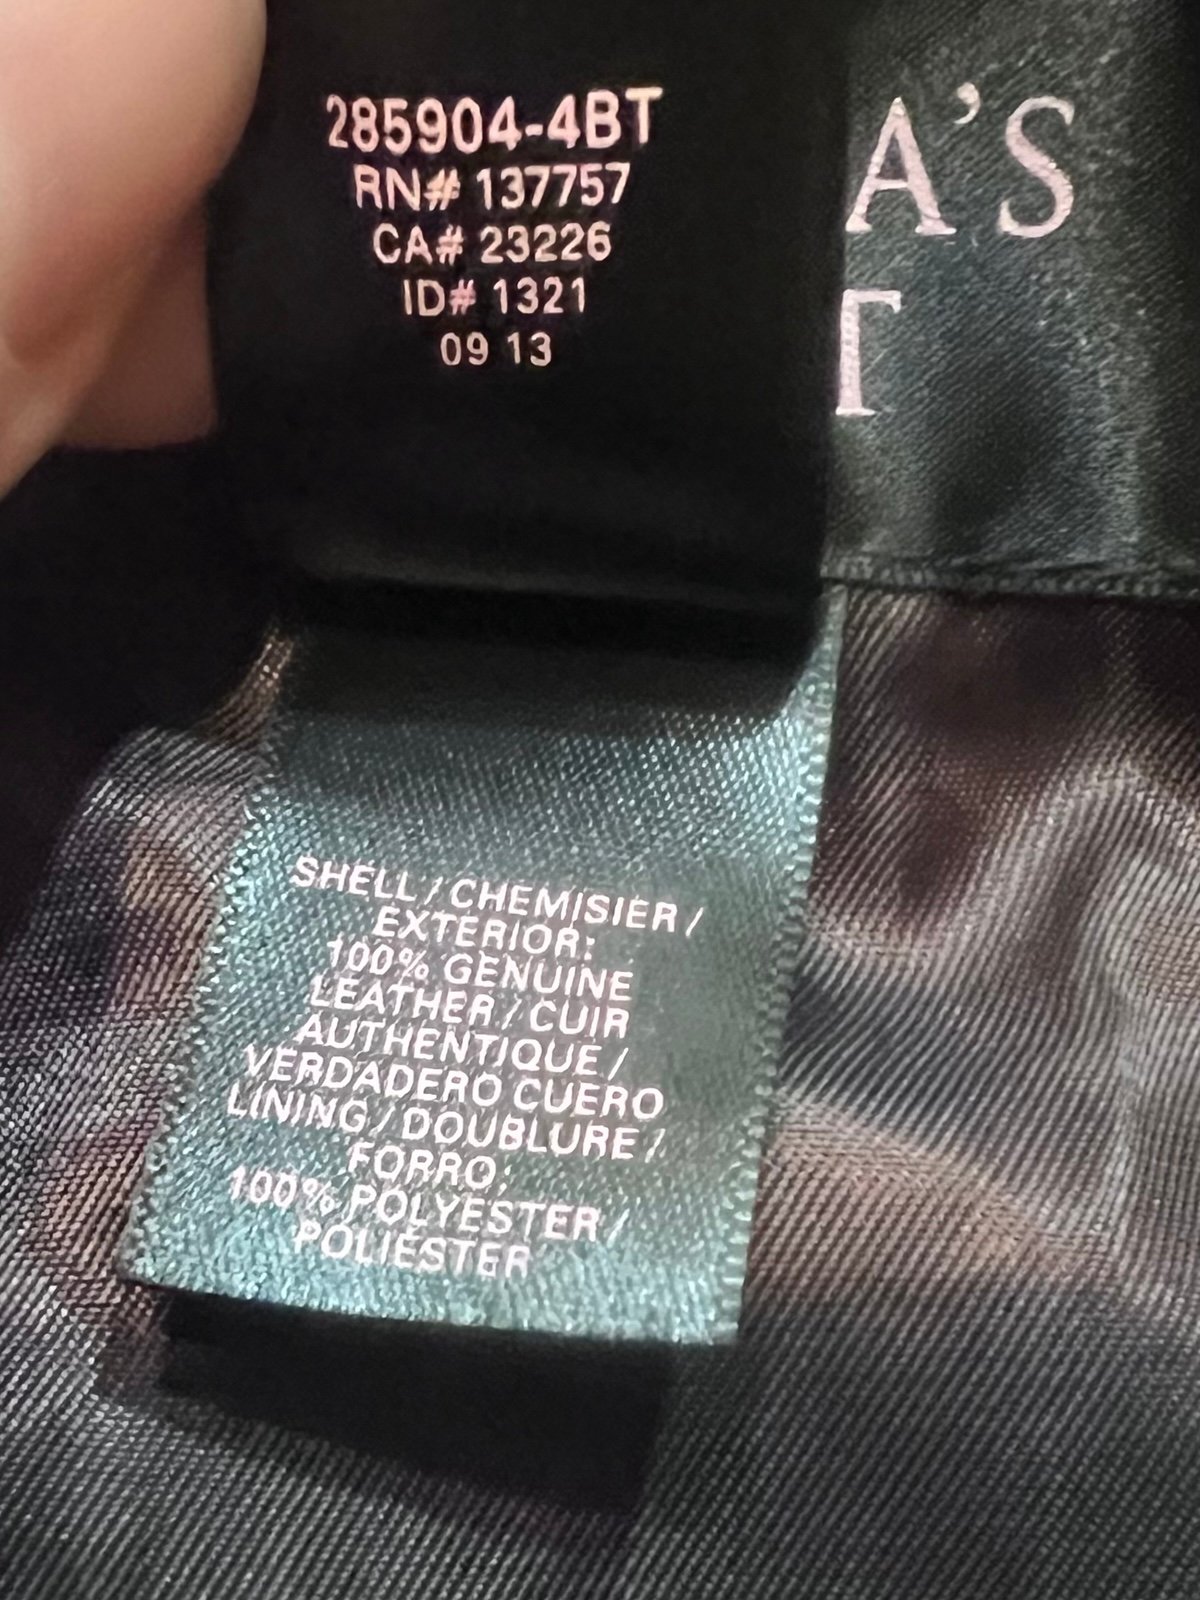 285904-4BT
RN# 137757
CA# 23226
ID# 1321
09 13
A'S
T
SHELL / CHEMISIER /
EXTERIOR:
100% GENUINE
LEATHER / CUIR
AUTHENTIQUE /
VERDADERO CUERO
LINING / DOUBLURE /
FORRO:
100% POLYESTER /
POLIÉSTER